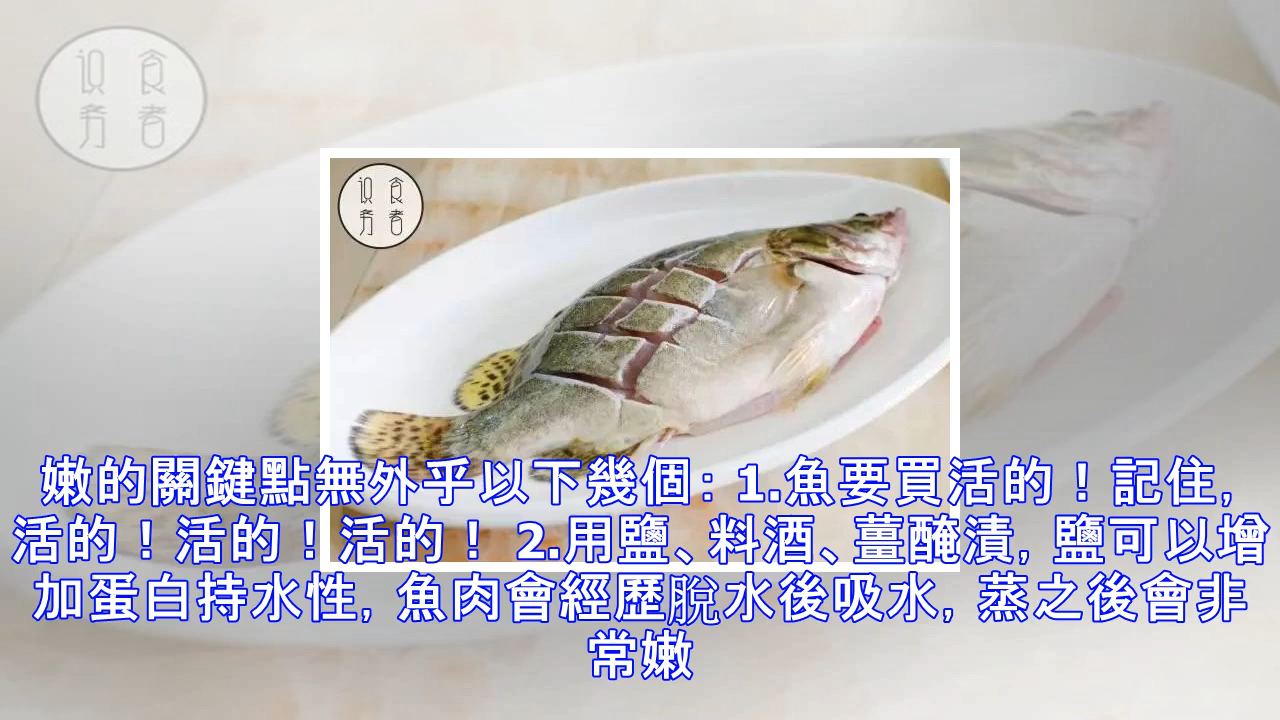 识食
务者
识食
务者
嫩的關鍵點無外乎以下幾個：1.魚要買活的！記住，
活的！活的！活的！ 2.用鹽、料酒、薑醃漬，鹽可以增
加蛋白持水性，魚肉會經歷脫水後吸水，蒸之後會非
常嫩